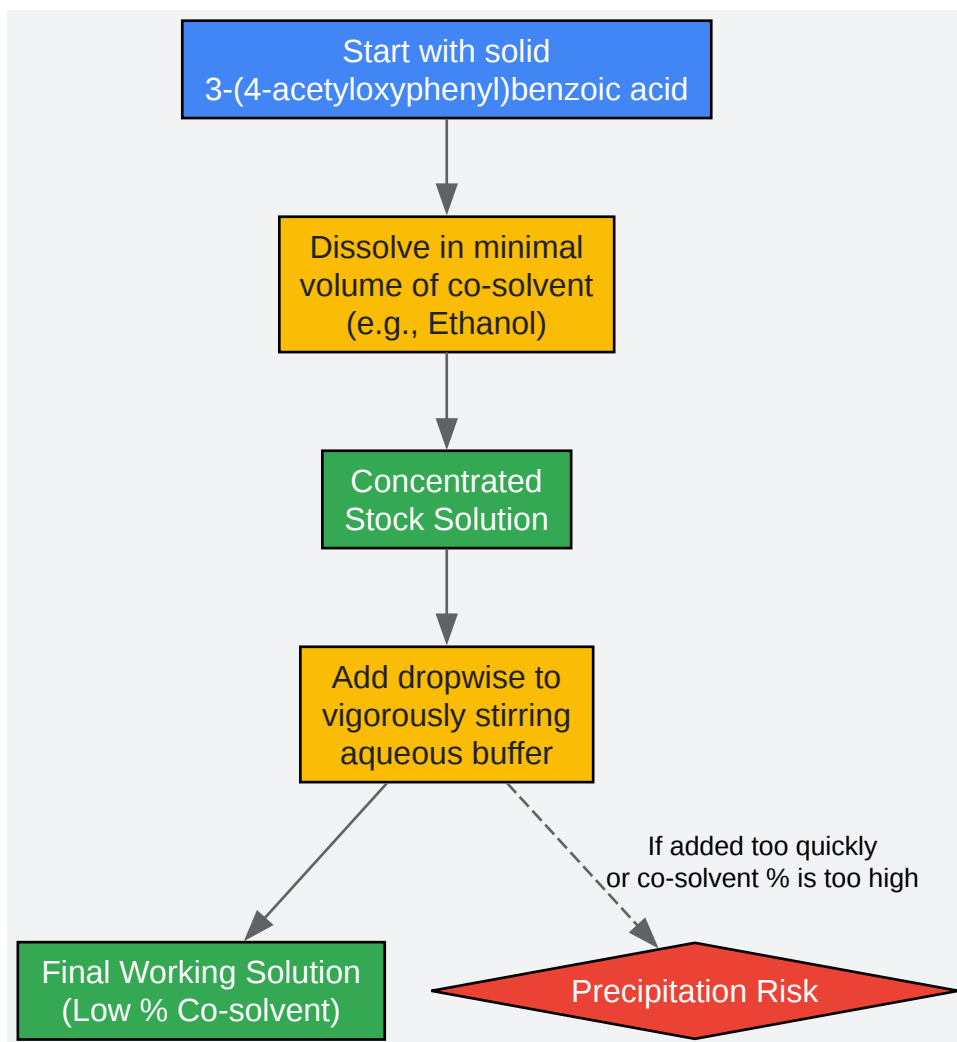 Start with solid
3-(4-acetyloxyphenyl)benzoic acid
Dissolve in minimal
volume of co-solvent
(e.g., Ethanol)
Concentrated
Stock Solution
Add dropwise to
vigorously stirring
aqueous buffer
If added too quickly
or co-solvent % is too high
Final Working Solution
(Low % Co-solvent)
Precipitation Risk